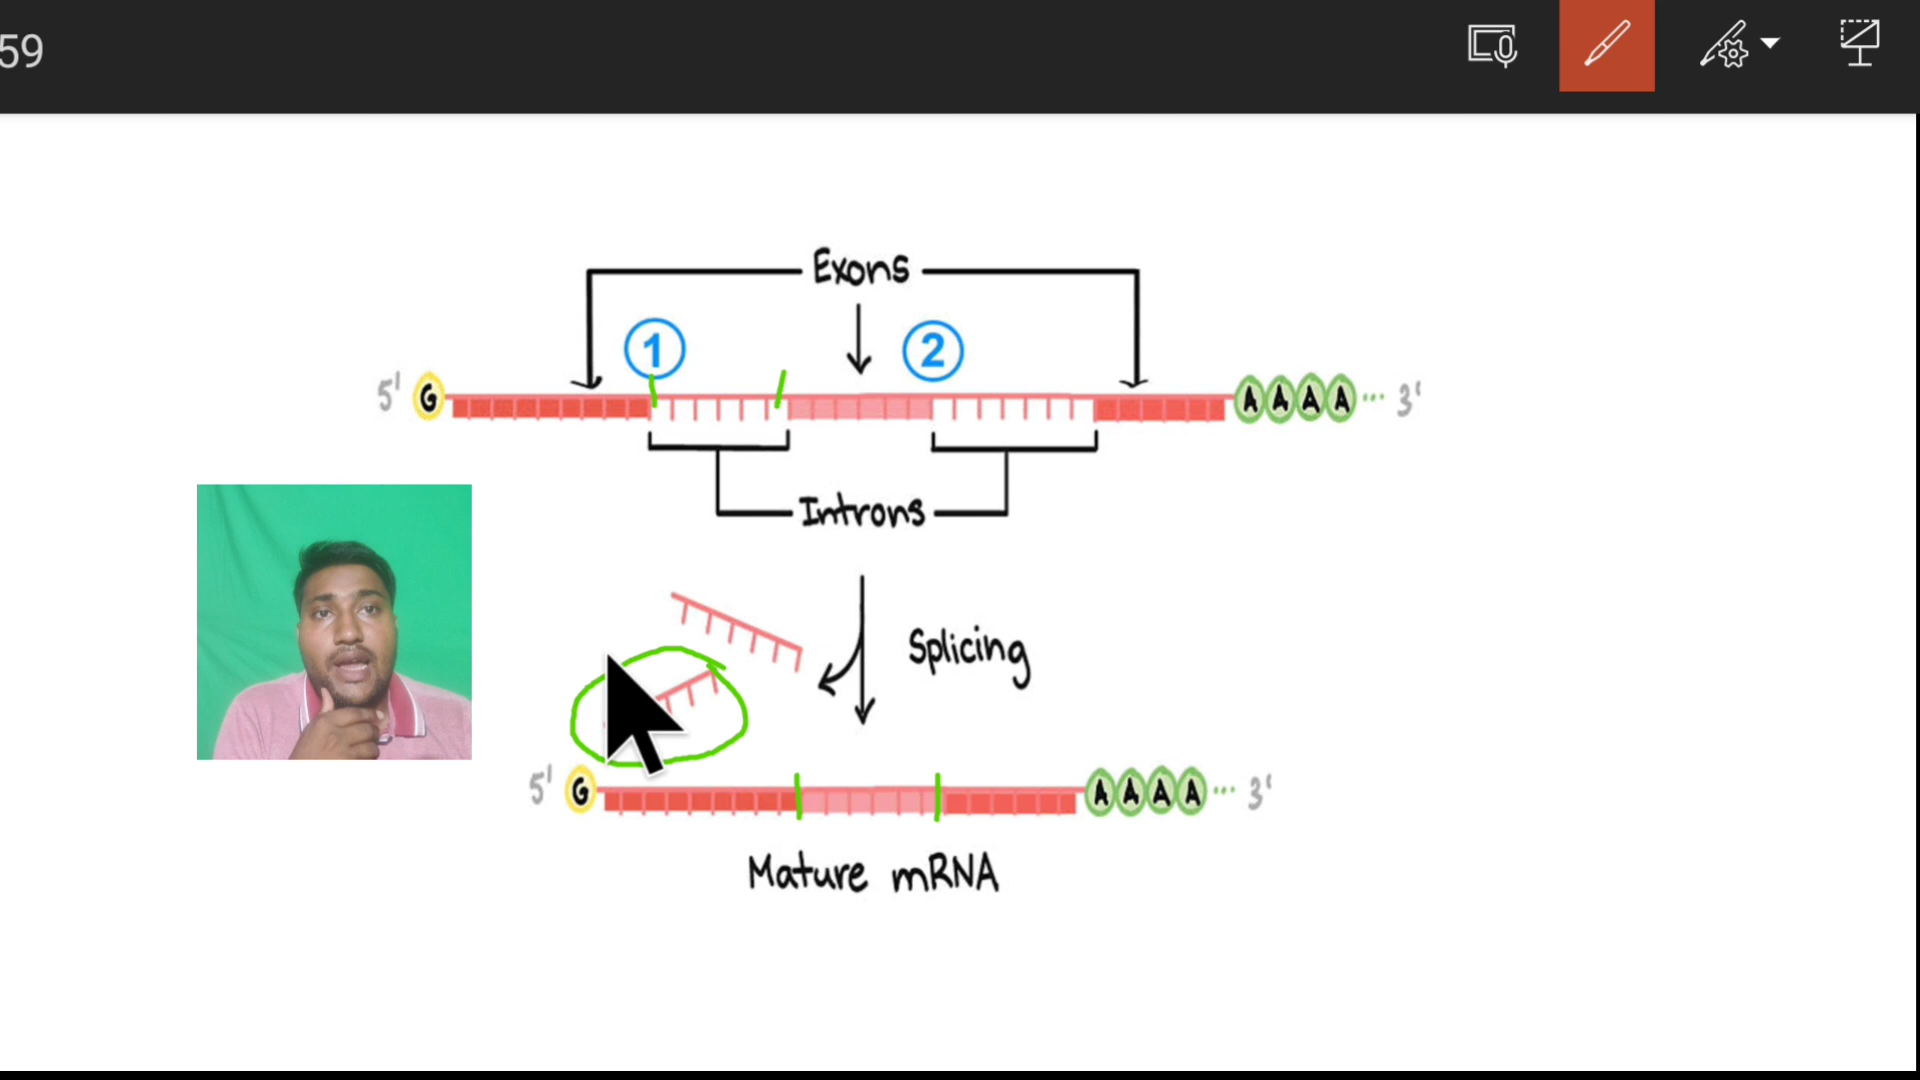 59
Exons
1 2
5' G AAAA ... 3'
Introns
Splicing
5' G AAAA ... 3'
Mature mRNA